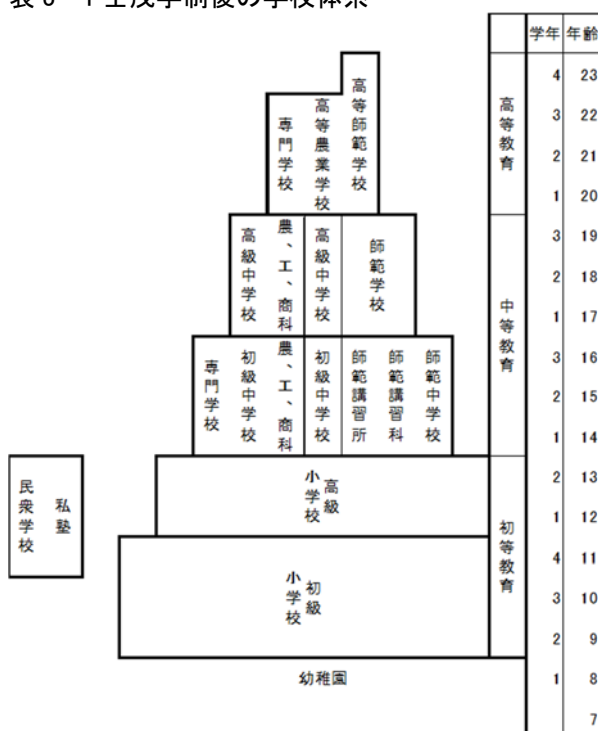 表 6-1 壬戌学制後の学校体系
学年 年齢
4 23
3 22
2 21
1 20
3 19
2 18
1 17
3 16
2 15
1 14
2 13
1 12
4 11
3 10
2 9
1 8
7
高等教育
中等教育
初等教育
専門学校
高等農業学校
高等師範学校
高級中学校
農、工、商科
高級中学校
師範学校
専門学校
初級中学校
農、工、商科
初級中学校
師範講習所
師範講習科
師範中学校
高級
小学校
初級
小学校
幼稚園
私塾
民衆学校